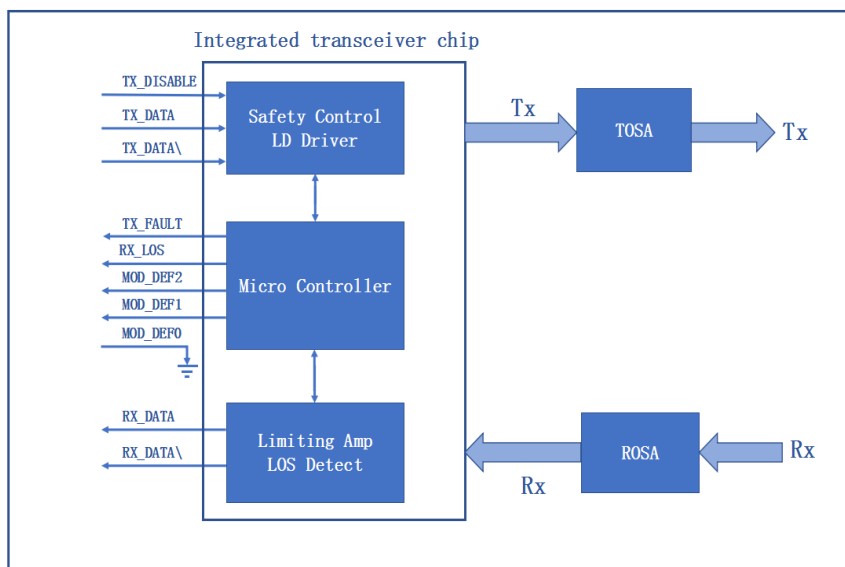 Integrated transceiver chip
TX_DISABLE
TX_DATA
TX_DATA\
Safety Control
LD Driver
Tx
TOSA
Tx
TX_FAULT
RX_LOS
MOD_DEF2
MOD_DEF1
MOD_DEF0
Micro Controller
RX_DATA
RX_DATA\
Limiting Amp
LOS Detect
Rx
ROSA
Rx